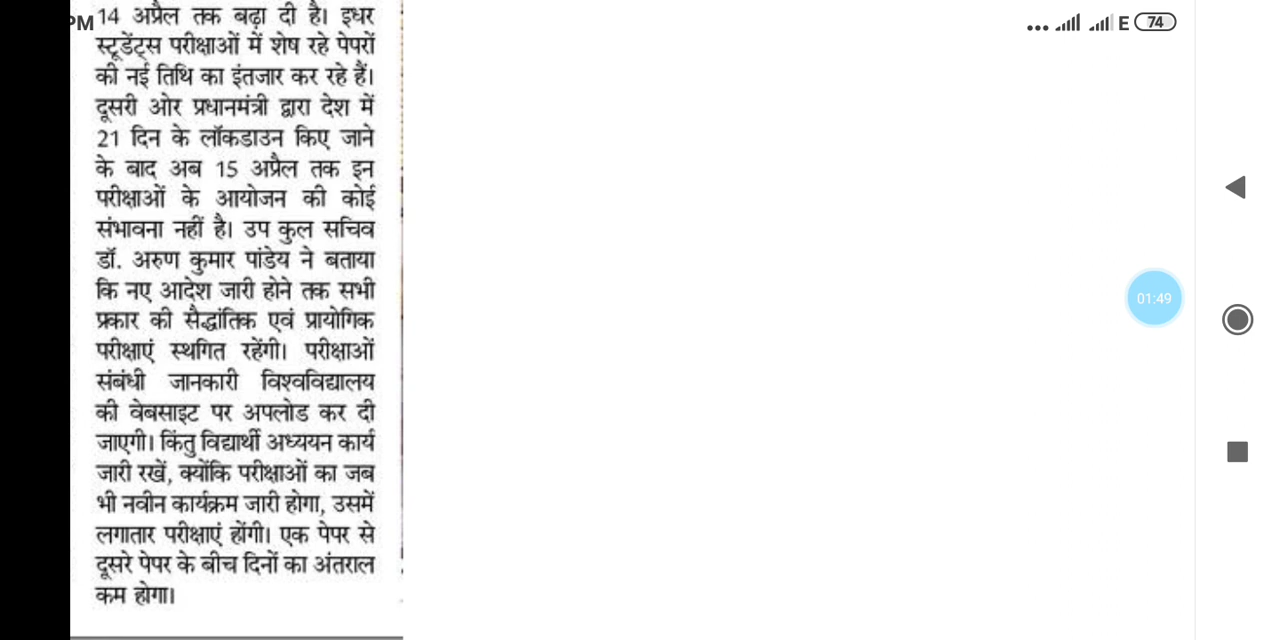 PM
E 74
14 अप्रैल तक बढ़ा दी है। इधर
स्टूडेंट्स परीक्षाओं में शेष रहे पेपरों
की नई तिथि का इंतजार कर रहे हैं।
दूसरी ओर प्रधानमंत्री द्वारा देश में
21 दिन के लॉकडाउन किए जाने
के बाद अब 15 अप्रैल तक इन
परीक्षाओं के आयोजन की कोई
संभावना नहीं है। उप कुल सचिव
डॉ. अरुण कुमार पांडेय ने बताया
कि नए आदेश जारी होने तक सभी
प्रकार की सैद्धांतिक एवं प्रायोगिक
परीक्षाएं स्थगित रहेंगी। परीक्षाओं
संबंधी जानकारी विश्वविद्यालय
की वेबसाइट पर अपलोड कर दी
जाएगी। किंतु विद्यार्थी अध्ययन कार्य
जारी रखें, क्योंकि परीक्षाओं का जब
भी नवीन कार्यक्रम जारी होगा, उसमें
लगातार परीक्षाएं होंगी। एक पेपर से
दूसरे पेपर के बीच दिनों का अंतराल
कम होगा।
01:49